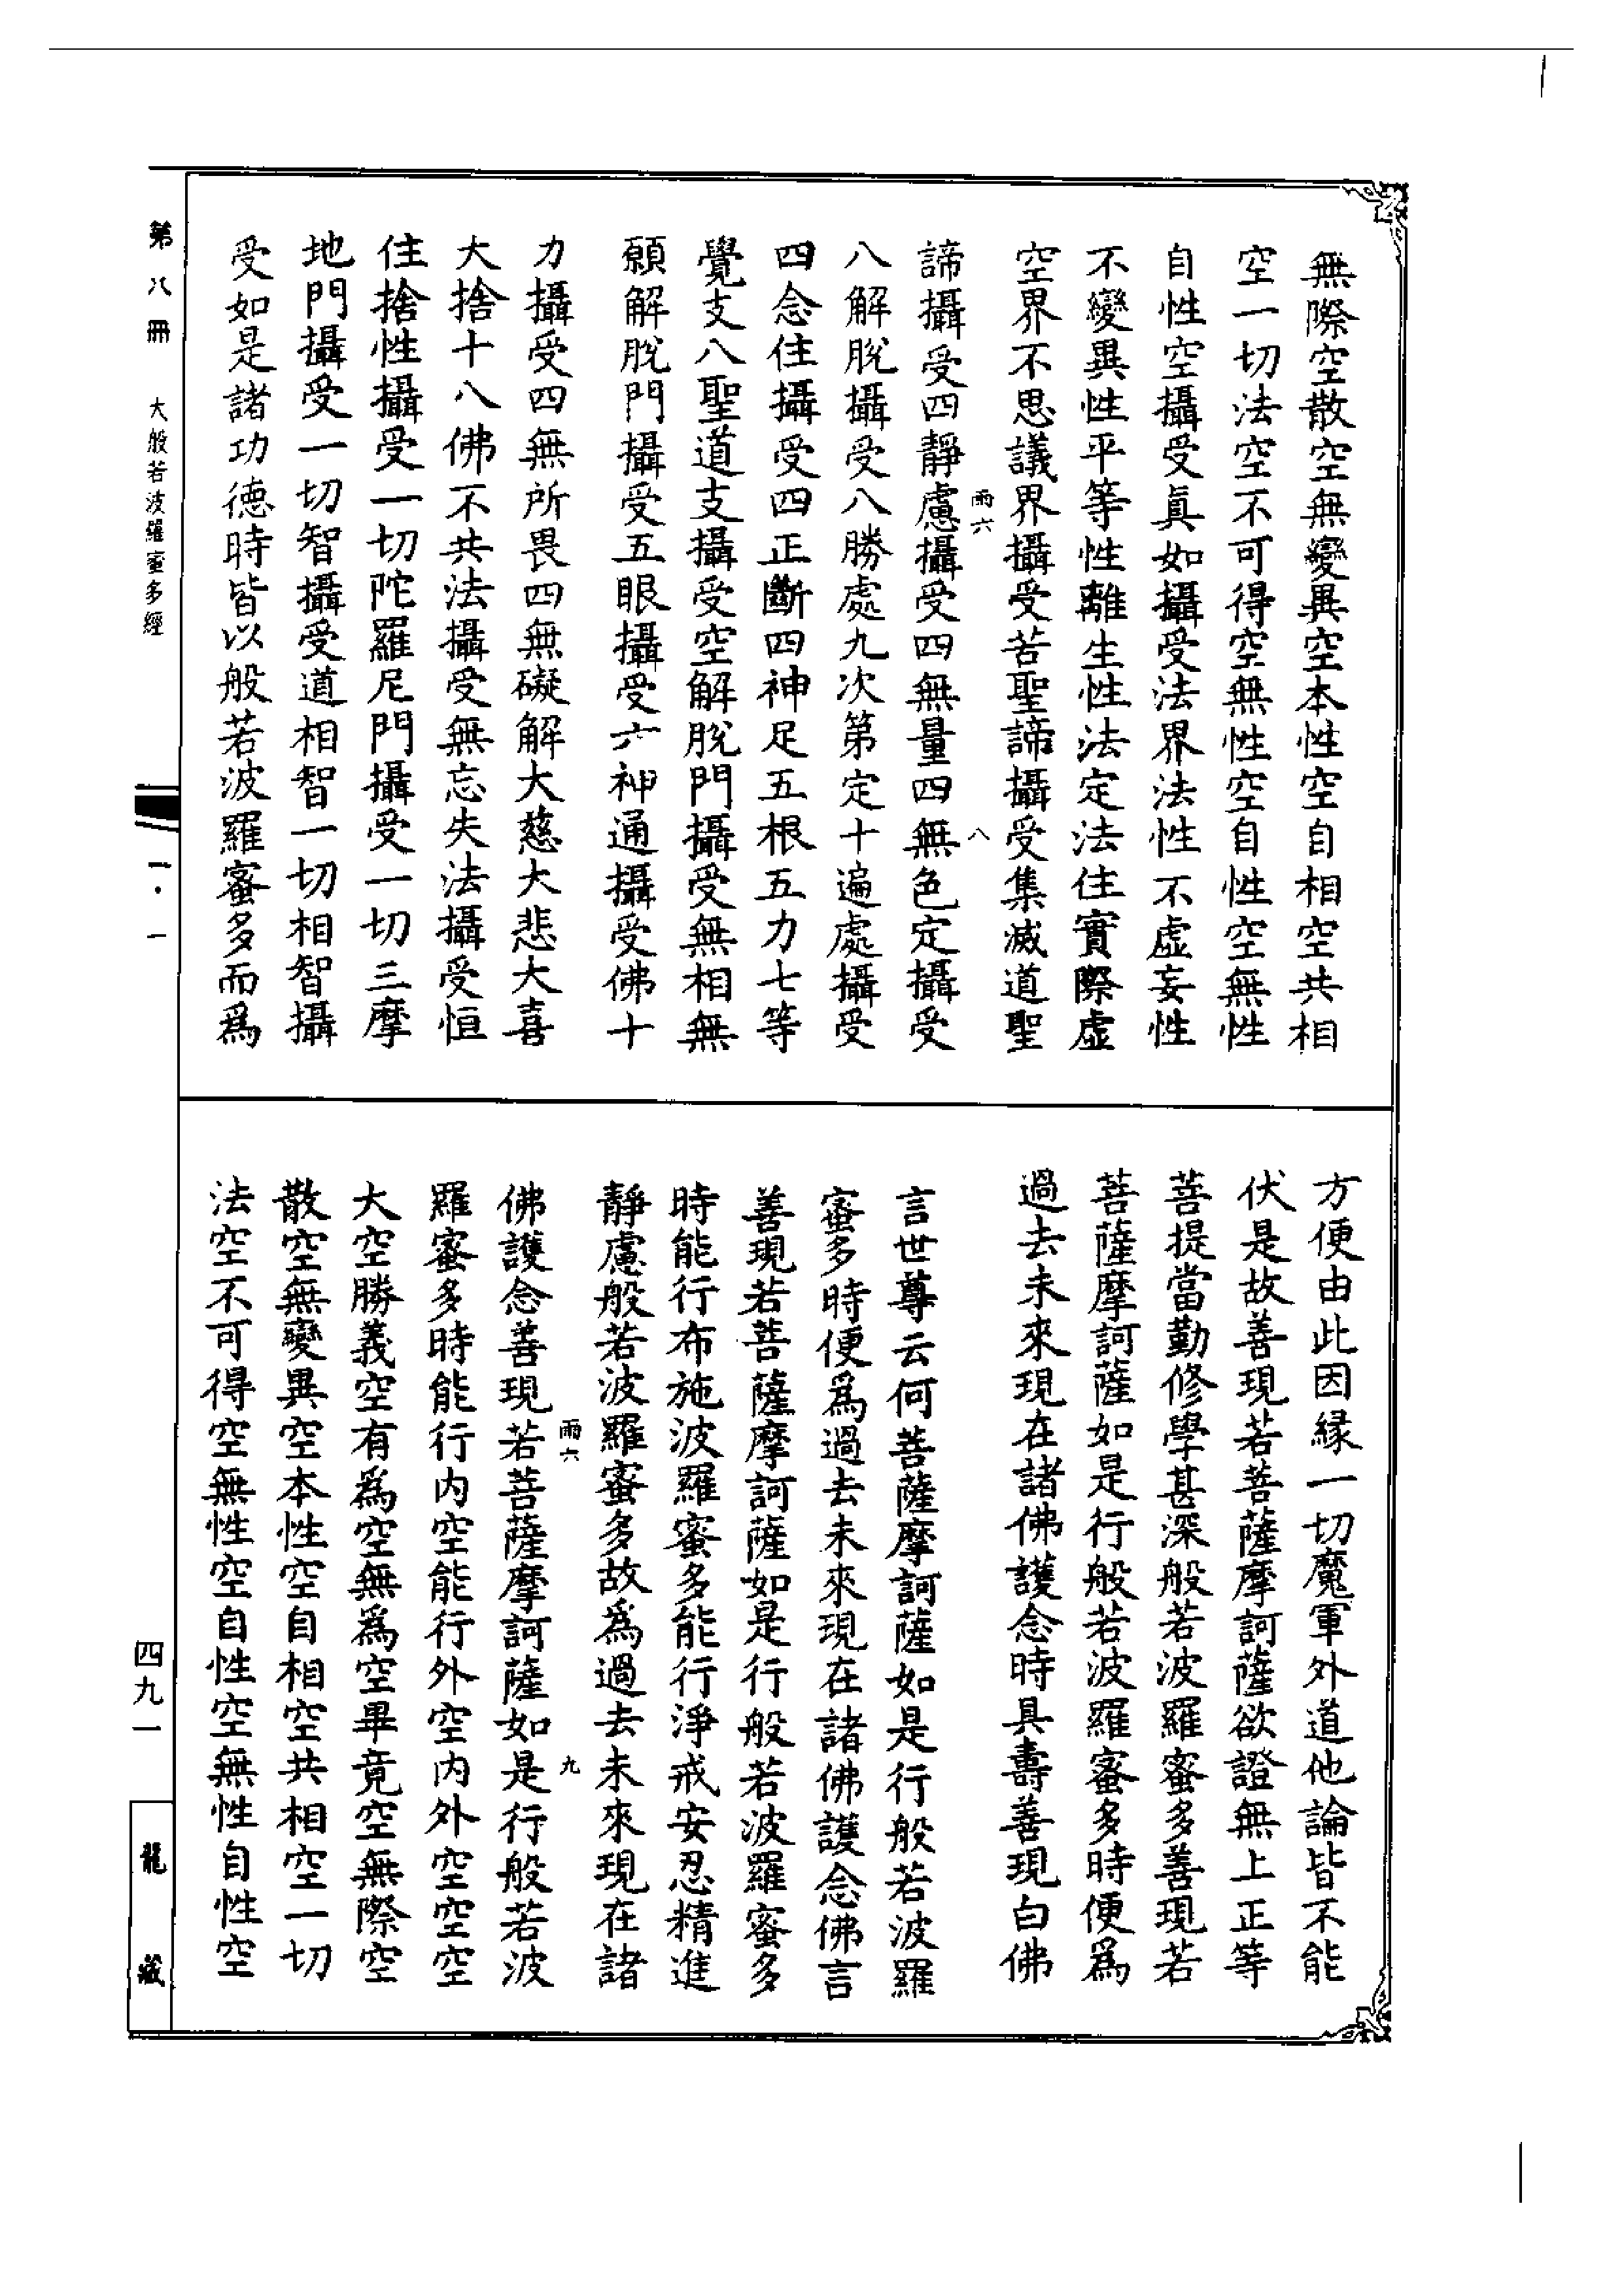 無際空散空無變異空本性空自相空共相
空一切法空不可得空無性空自性空無性
自性空攝受真如攝受法界法性不虛妄性
不變異性平等性離生性法定法住實際虛
空界不思議界攝受苦聖諦攝受集滅道聖
諦攝受四靜慮攝受四無量四無色定攝受
雨六
八
八解脫攝受八勝處九次第定十遍處攝受
四念住攝受四正斷四神足五根五力七等
覺支八聖道支攝受空解脫門攝受無相無
願解脫門攝受五眼攝受六神通攝受佛十
力攝受四無所畏四無礙解大慈大悲大喜
大捨十八佛不共法攝受無忘失法攝受恒
住捨性攝受一切陀羅尼門攝受一切三摩
地門攝受一切智攝受道相智一切相智攝
受如是諸功德時皆以般若波羅蜜多而為
方便由此因緣一切魔軍外道他論皆不能
伏是故善現若菩薩摩訶薩欲證無上正等
菩提當勤修學甚深般若波羅蜜多善現若
菩薩摩訶薩如是行般若波羅蜜多時便為
過去未來現在諸佛護念時具壽善現白佛
言世尊云何菩薩摩訶薩如是行般若波羅
蜜多時便為過去未來現在諸佛護念佛言
善現若菩薩摩訶薩如是行般若波羅蜜多
時能行布施波羅蜜多能行淨戒安忍精進
靜慮般若波羅蜜多故為過去未來現在諸
雨六
九
佛護念善現若菩薩摩訶薩如是行般若波
羅蜜多時能行內空能行外空內外空空空
大空勝義空有為空無為空畢竟空無際空
散空無變異空本性空自相空共相空一切
法空不可得空無性空自性空無性自性空
第八冊
大般若波羅蜜多經
一·一
四九一
龍藏